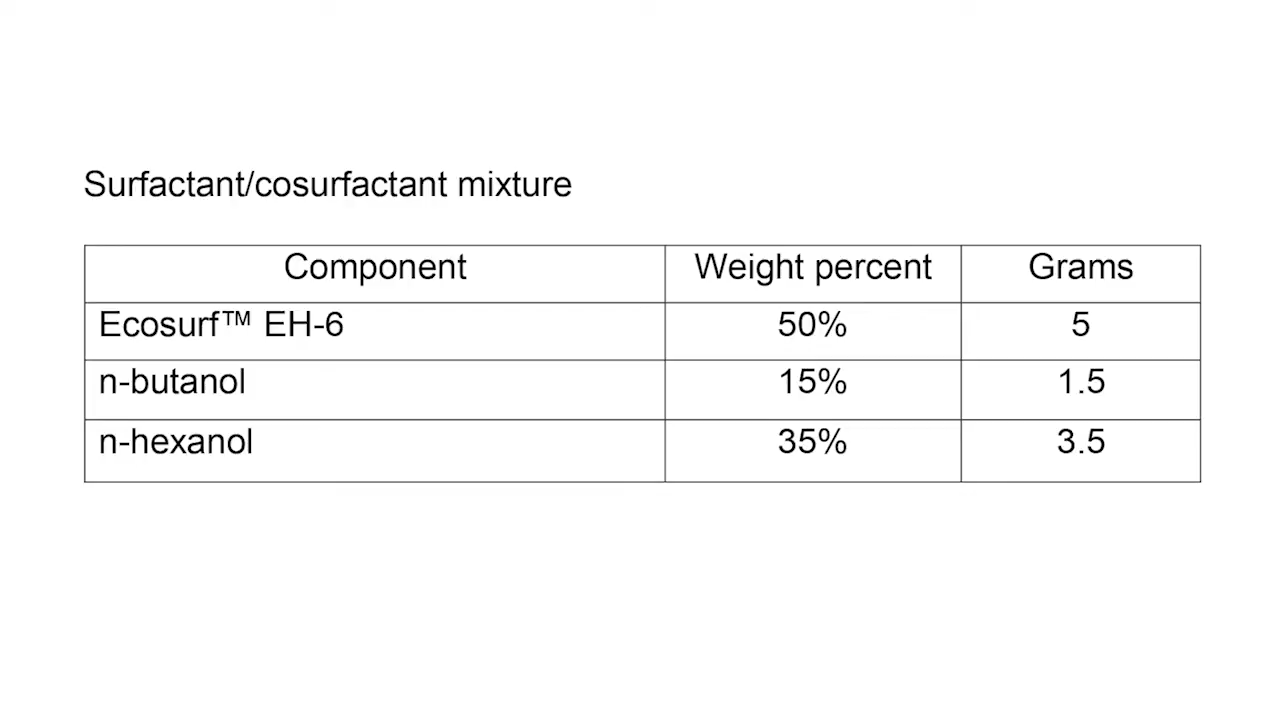 Surfactant/cosurfactant mixture
Component Weight percent Grams
Ecosurf™ EH-6 50% 5
n-butanol 15% 1.5
n-hexanol 35% 3.5